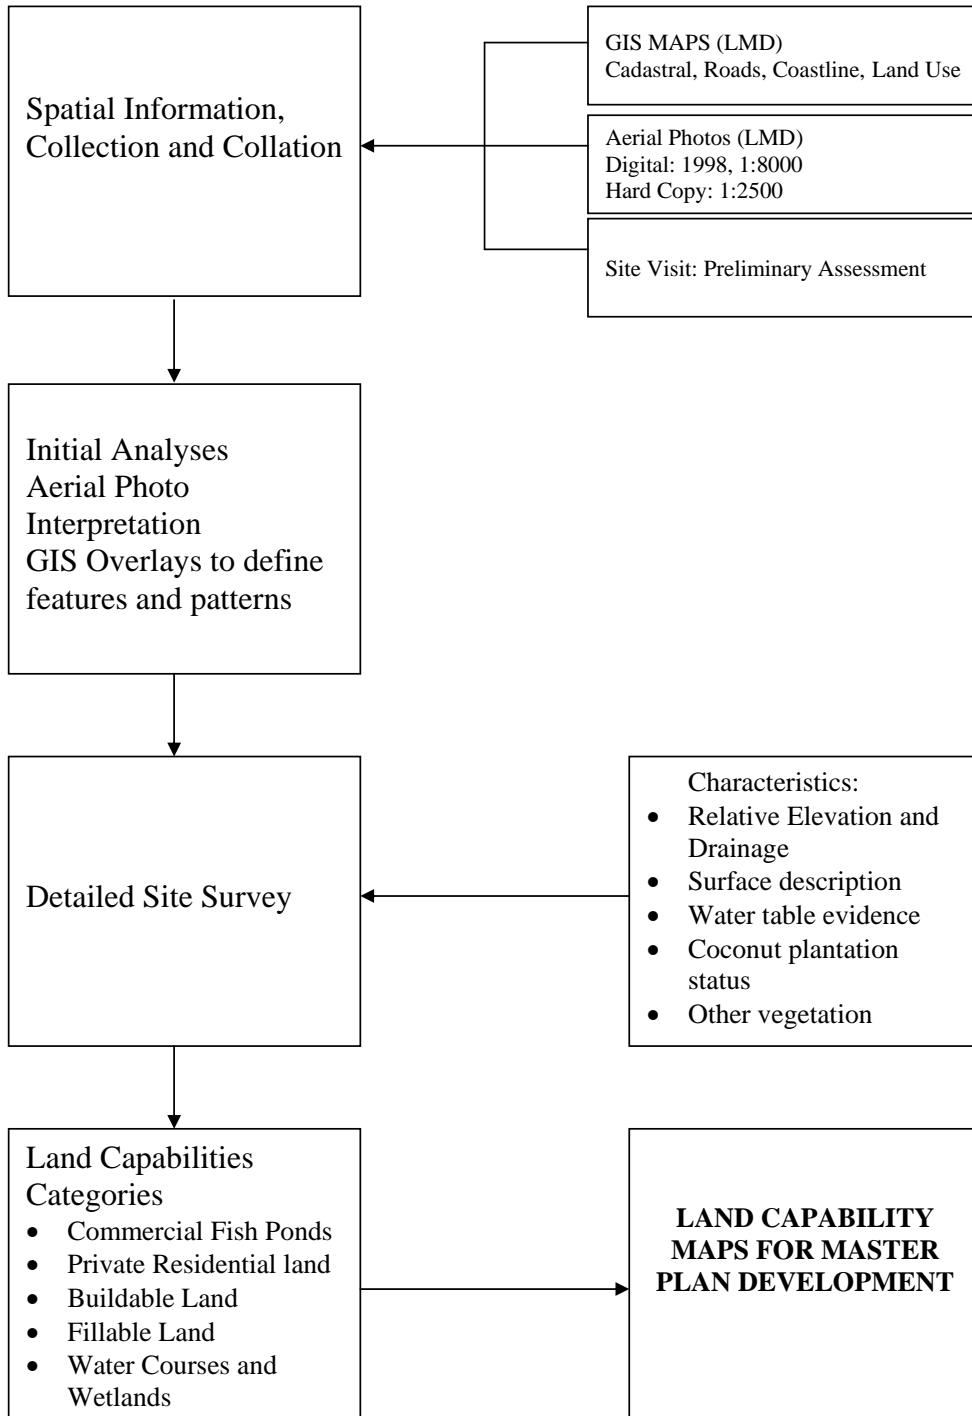 Spatial Information,
Collection and Collation
GIS MAPS (LMD)
Cadastral, Roads, Coastline, Land Use
Aerial Photos (LMD)
Digital: 1998, 1:8000
Hard Copy: 1:2500
Site Visit: Preliminary Assessment
Initial Analyses
Aerial Photo
Interpretation
GIS Overlays to define
features and patterns
Detailed Site Survey
Characteristics:
• Relative Elevation and
Drainage
• Surface description
• Water table evidence
• Coconut plantation
status
• Other vegetation
Land Capabilities
Categories
• Commercial Fish Ponds
• Private Residential land
• Buildable Land
• Fillable Land
• Water Courses and
Wetlands
LAND CAPABILITY
MAPS FOR MASTER
PLAN DEVELOPMENT